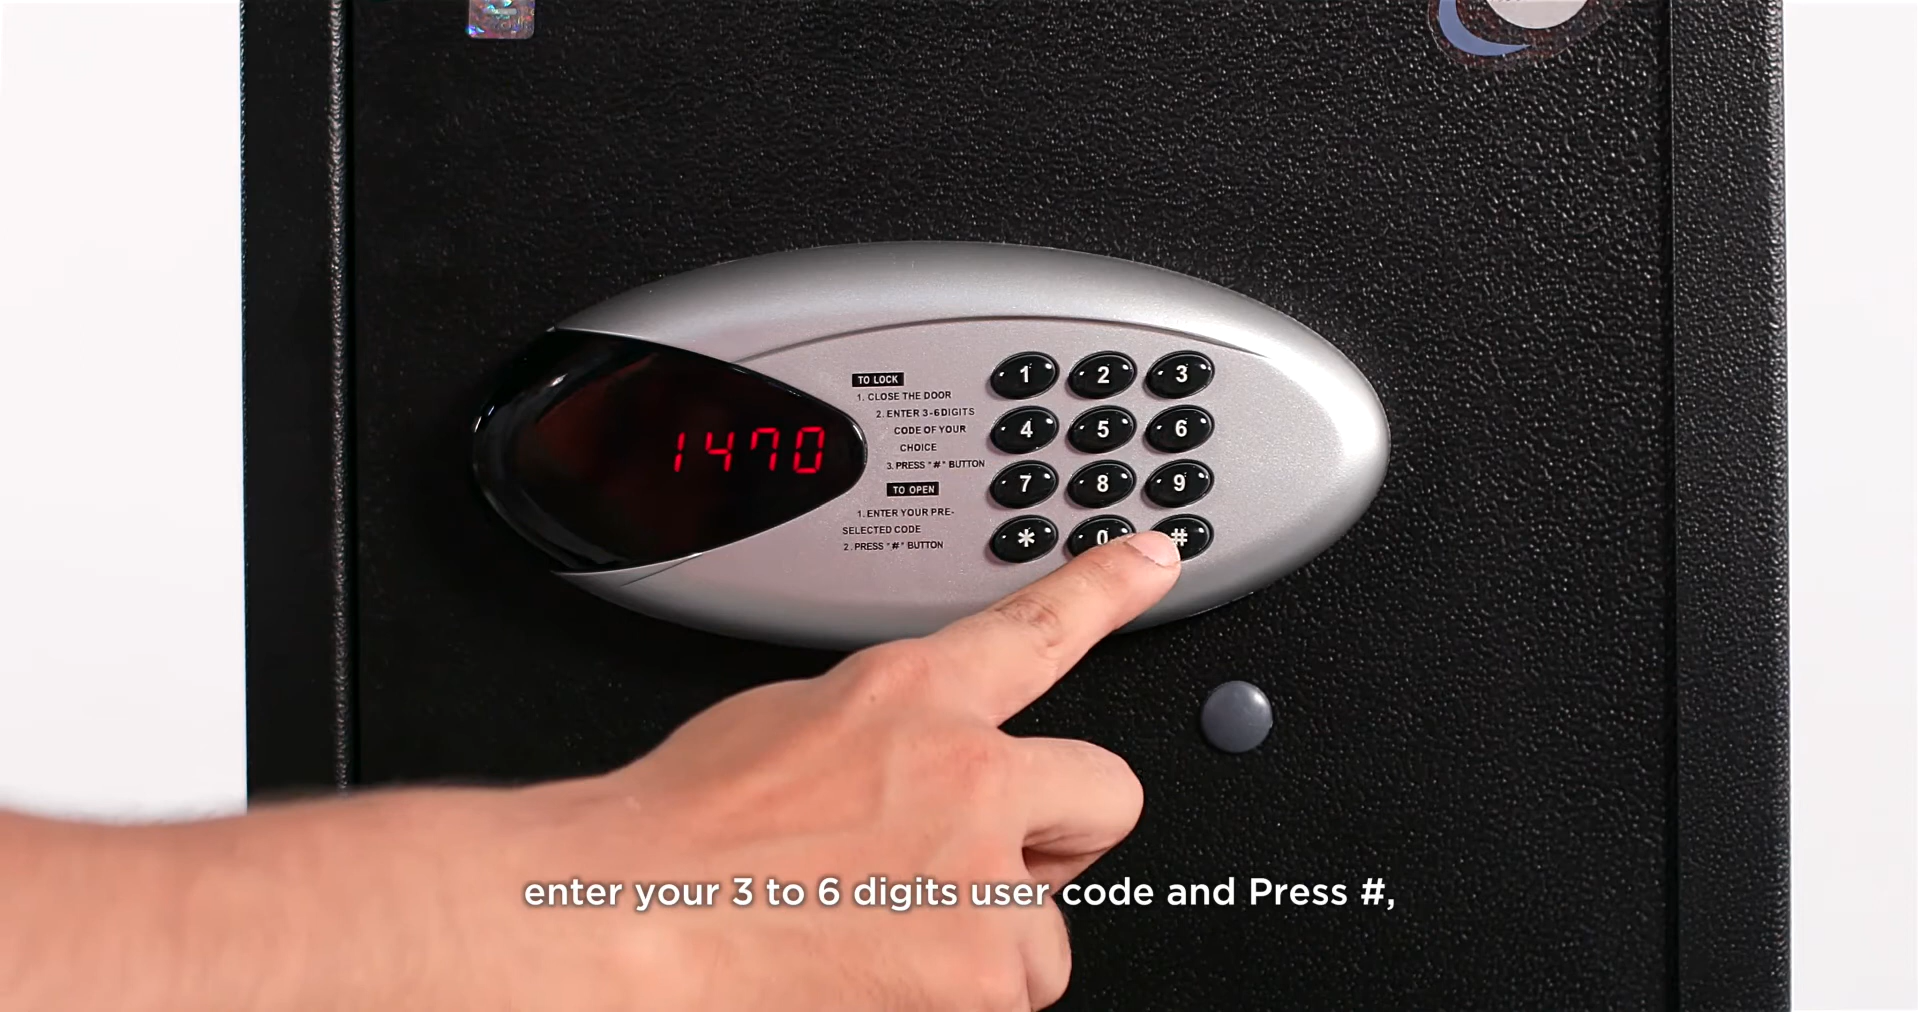 1470
TO LOCK
1. CLOSE THE DOOR
2. ENTER 3-6 DIGITS
CODE OF YOUR
CHOICE
3. PRESS "#" BUTTON
TO OPEN
1. ENTER YOUR PRE-
SELECTED CODE
2. PRESS "#" BUTTON
1 2 3
4 5 6
7 8 9
* 0 #
enter your 3 to 6 digits user code and Press #,